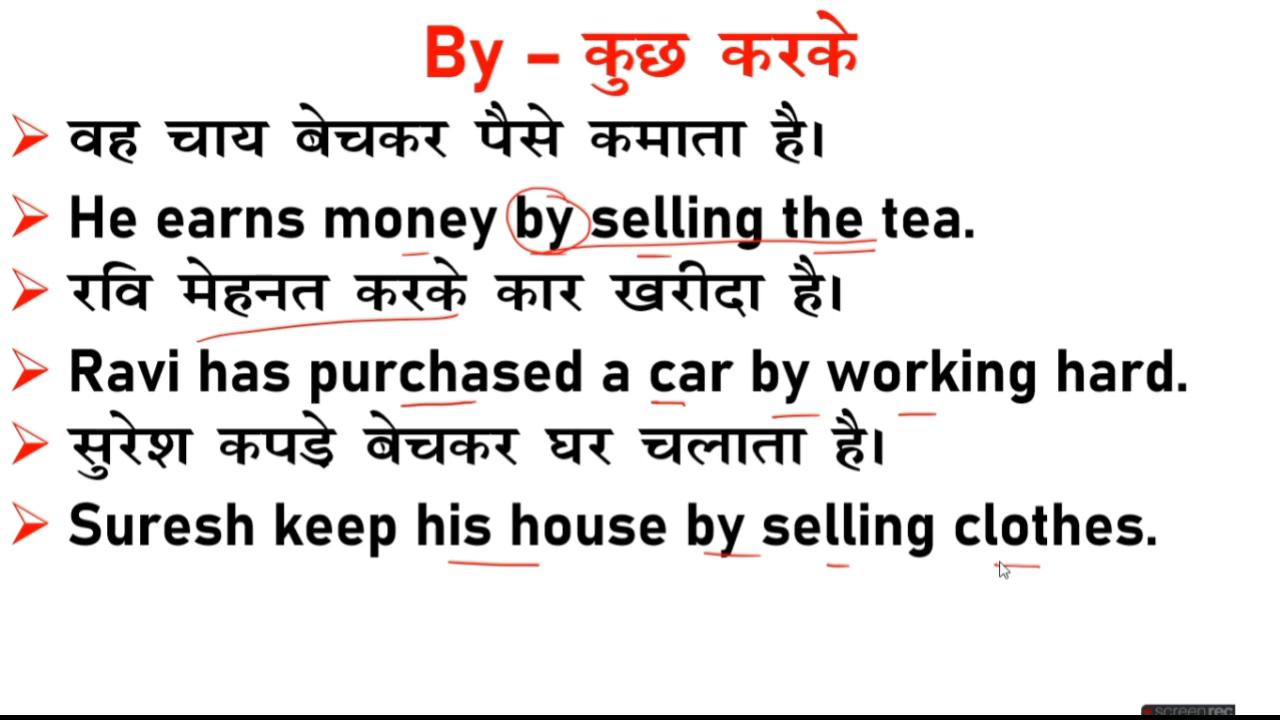 By – कुछ करके
वह चाय बेचकर पैसे कमाता है।
He earns money by selling the tea.
रवि मेहनत करके कार खरीदा है।
Ravi has purchased a car by working hard.
सुरेश कपड़े बेचकर घर चलाता है।
Suresh keep his house by selling clothes.
screenrec